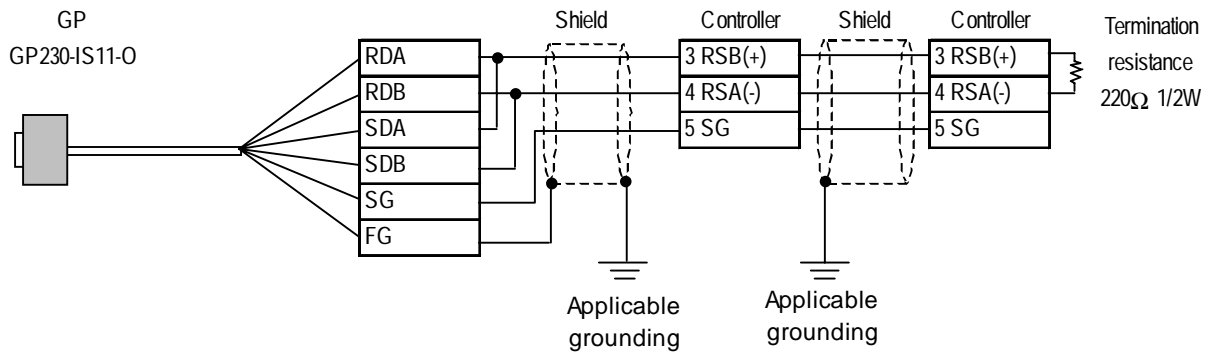 GP
GP230-IS11-O
RDA
RDB
SDA
SDB
SG
FG
Shield
Controller
3 RSB(+)
4 RSA(-)
5 SG
Shield
Controller
3 RSB(+)
4 RSA(-)
5 SG
Termination
resistance
220Ω 1/2W
Applicable
grounding
Applicable
grounding